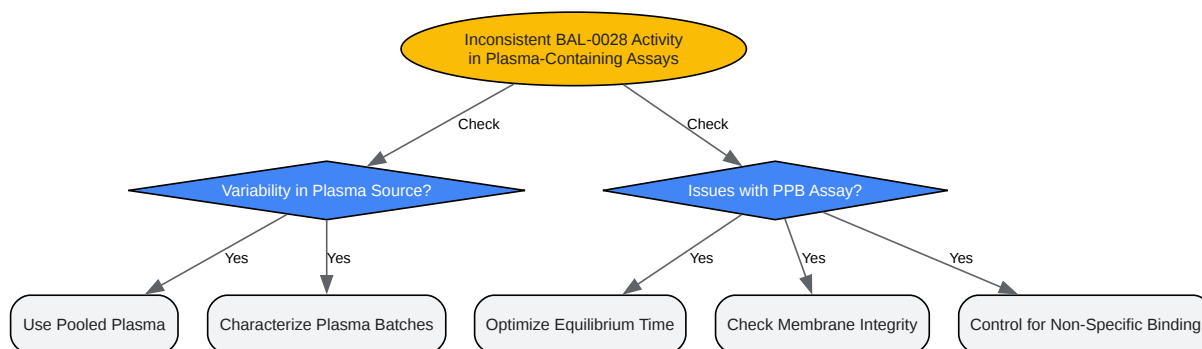 Inconsistent BAL-0028 Activity
in Plasma-Containing Assays
Check
Check
Variability in Plasma Source?
Issues with PPB Assay?
Yes
Yes
Yes
Yes
Yes
Use Pooled Plasma
Characterize Plasma Batches
Optimize Equilibrium Time
Check Membrane Integrity
Control for Non-Specific Binding